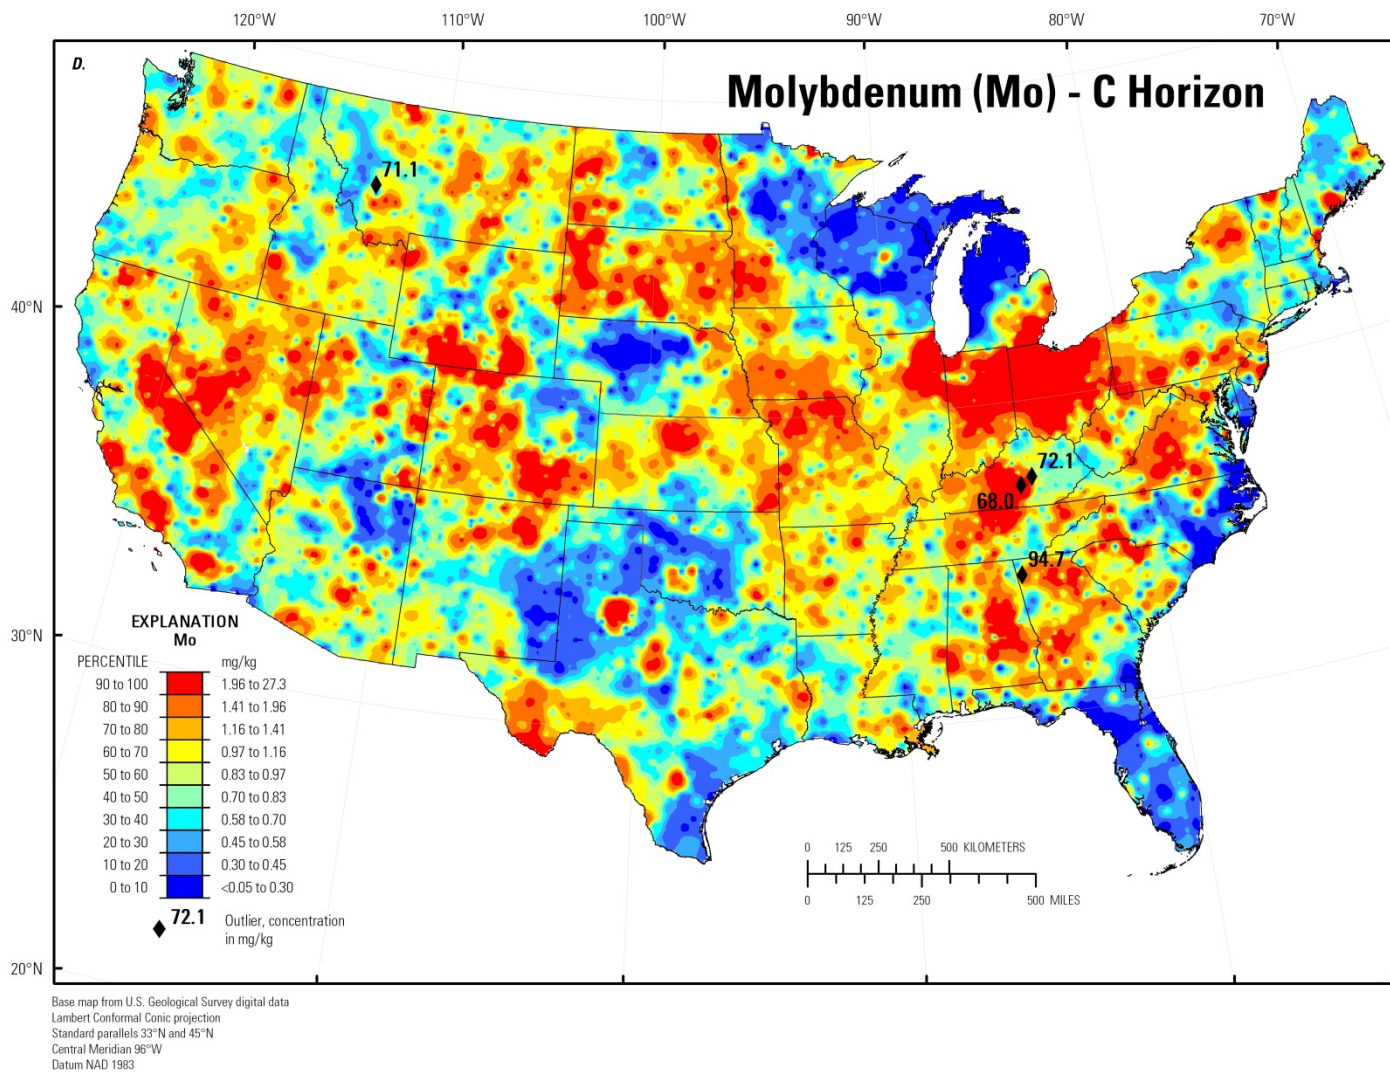 120°W 110°W 100°W 90°W 80°W 70°W
D.
Molybdenum (Mo) - C Horizon
71.1
40°N
72.1
68.0
94.7
30°N
EXPLANATION
Mo
PERCENTILE mg/kg
90 to 100 1.96 to 27.3
80 to 90 1.41 to 1.96
70 to 80 1.16 to 1.41
60 to 70 0.97 to 1.16
50 to 60 0.83 to 0.97
40 to 50 0.70 to 0.83
30 to 40 0.58 to 0.70
20 to 30 0.45 to 0.58
10 to 20 0.30 to 0.45
0 to 10 <0.05 to 0.30
72.1 Outlier, concentration
in mg/kg
0 125 250 500 KILOMETERS
0 125 250 500 MILES
20°N
Base map from U.S. Geological Survey digital data
Lambert Conformal Conic projection
Standard parallels 33°N and 45°N
Central Meridian 96°W
Datum NAD 1983